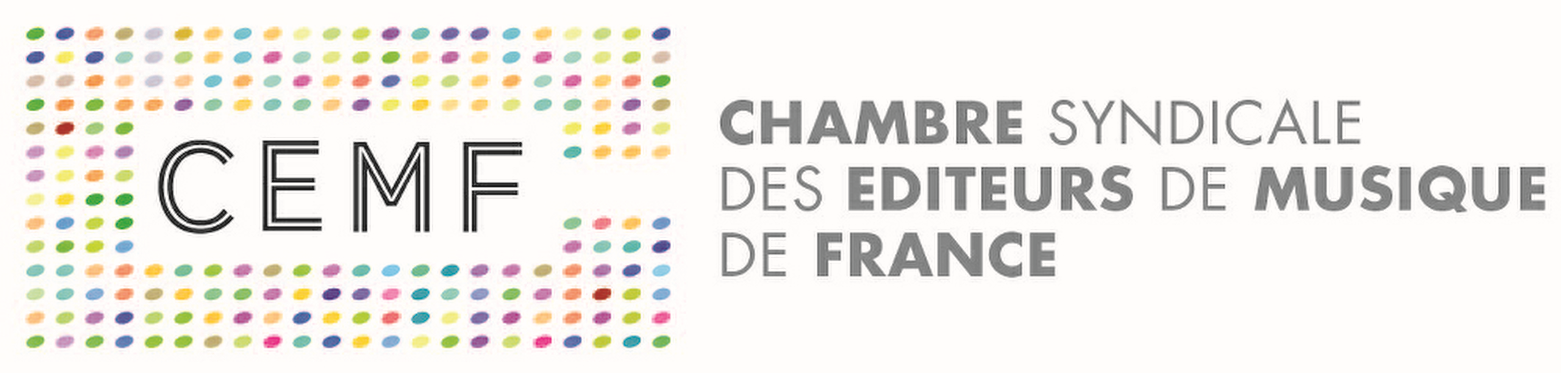 CEMF
CHAMBRE SYNDICALE
DES EDITEURS DE MUSIQUE
DE FRANCE